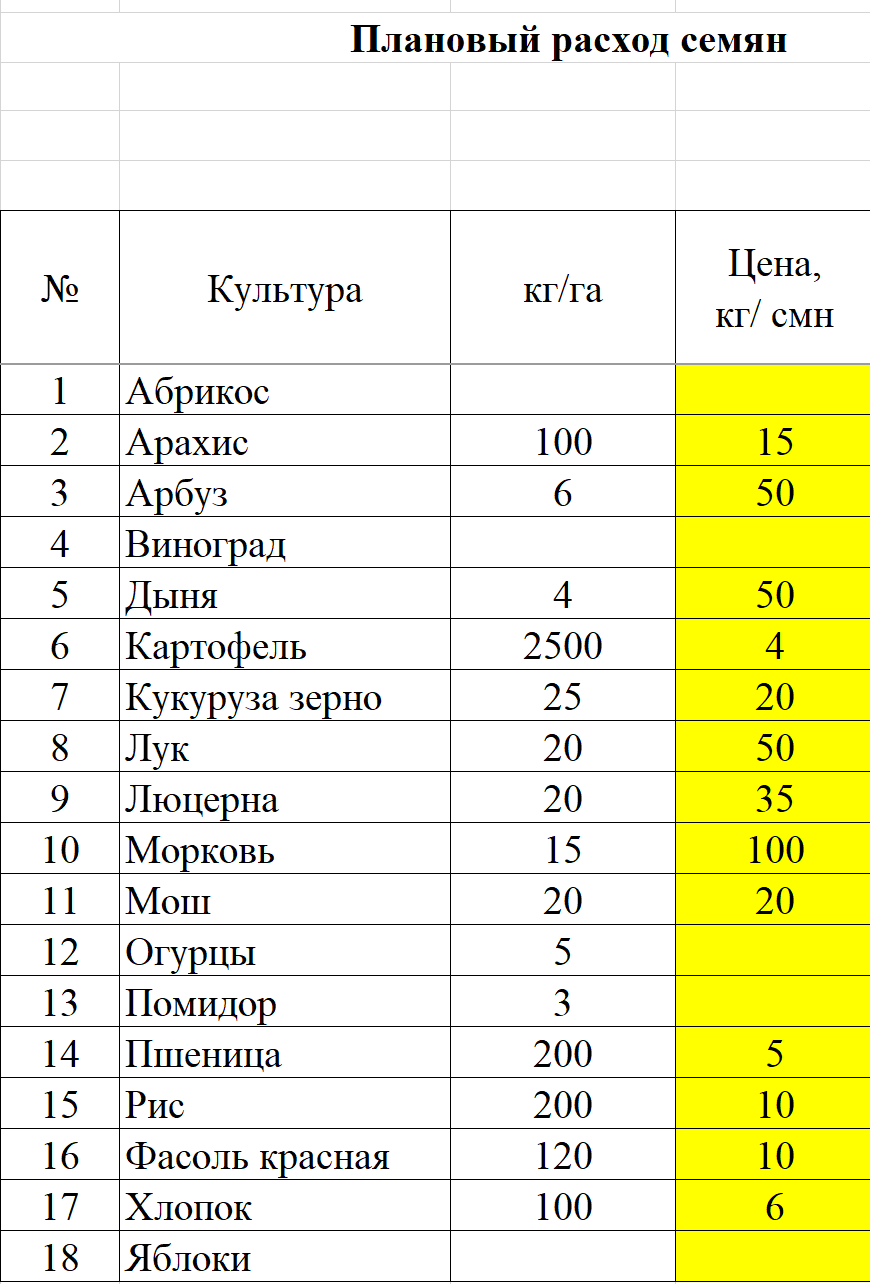 Плановый расход семян
№ Культура кг/га Цена, кг/ смн
1 Абрикос
2 Арахис 100 15
3 Арбуз 6 50
4 Виноград
5 Дыня 4 50
6 Картофель 2500 4
7 Кукуруза зерно 25 20
8 Лук 20 50
9 Люцерна 20 35
10 Морковь 15 100
11 Мош 20 20
12 Огурцы 5
13 Помидор 3
14 Пшеница 200 5
15 Рис 200 10
16 Фасоль красная 120 10
17 Хлопок 100 6
18 Яблоки